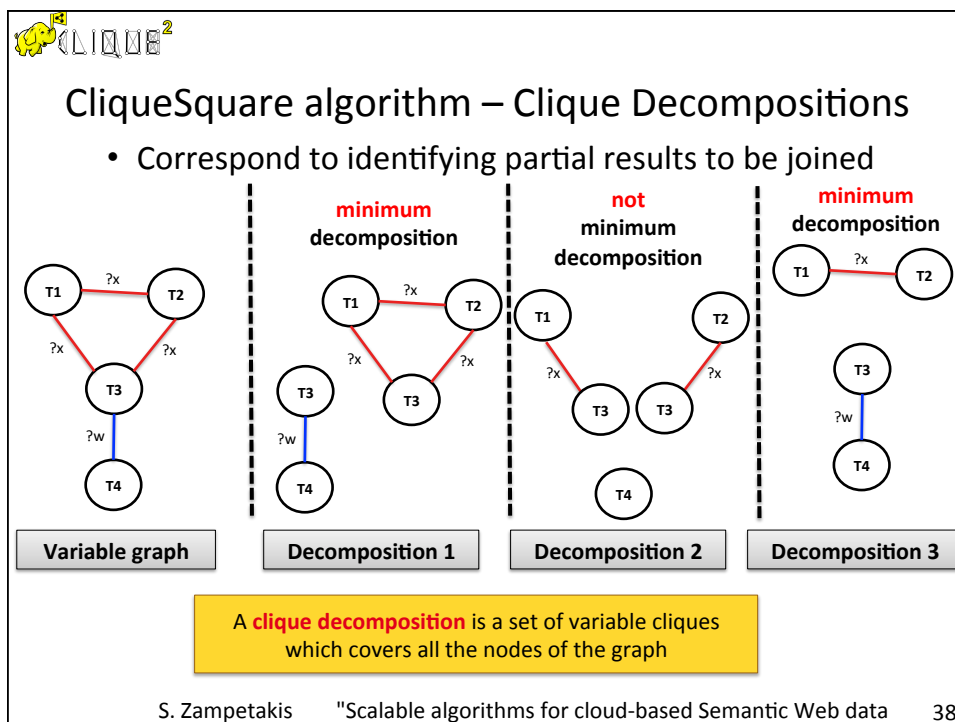 CLIQUE²
CliqueSquare algorithm – Clique Decompositions
• Correspond to identifying partial results to be joined
Variable graph
T1
?x
T2
?x
?x
T3
?w
T4
minimum
decomposition
T1
?x
T2
?x
?x
T3
T3
?w
T4
Decomposition 1
not
minimum
decomposition
T1
T2
?x
?x
T3
T3
T4
Decomposition 2
minimum
decomposition
T1
?x
T2
T3
?w
T4
Decomposition 3
A clique decomposition is a set of variable cliques
which covers all the nodes of the graph
S. Zampetakis "Scalable algorithms for cloud-based Semantic Web data 38